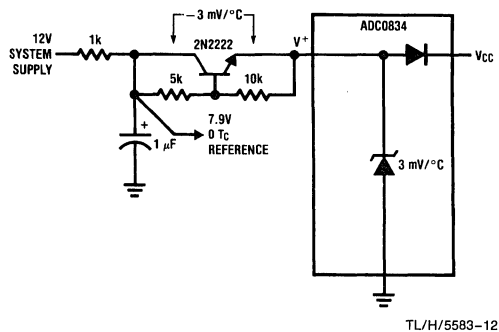 −3 mV/°C
ADC0834
12V
SYSTEM
SUPPLY
1k
2N2222
V+
VCC
5k
10k
+
1 µF
7.9V
0 TC
REFERENCE
3 mV/°C
TL/H/5583–12